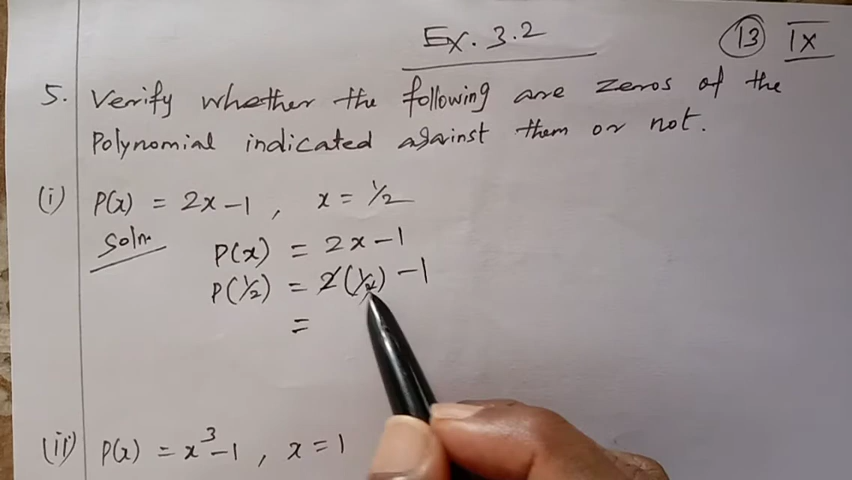 Ex. 3.2
13 IX
5. Verify whether the following are zeros of the
Polynomial indicated against them or not.
(i) P(x) = 2x-1, x = 1/2
Soln.
P(x) = 2x-1
P(1/2) = 2(1/2) - 1
=
(ii) P(x) = x³-1, x=1